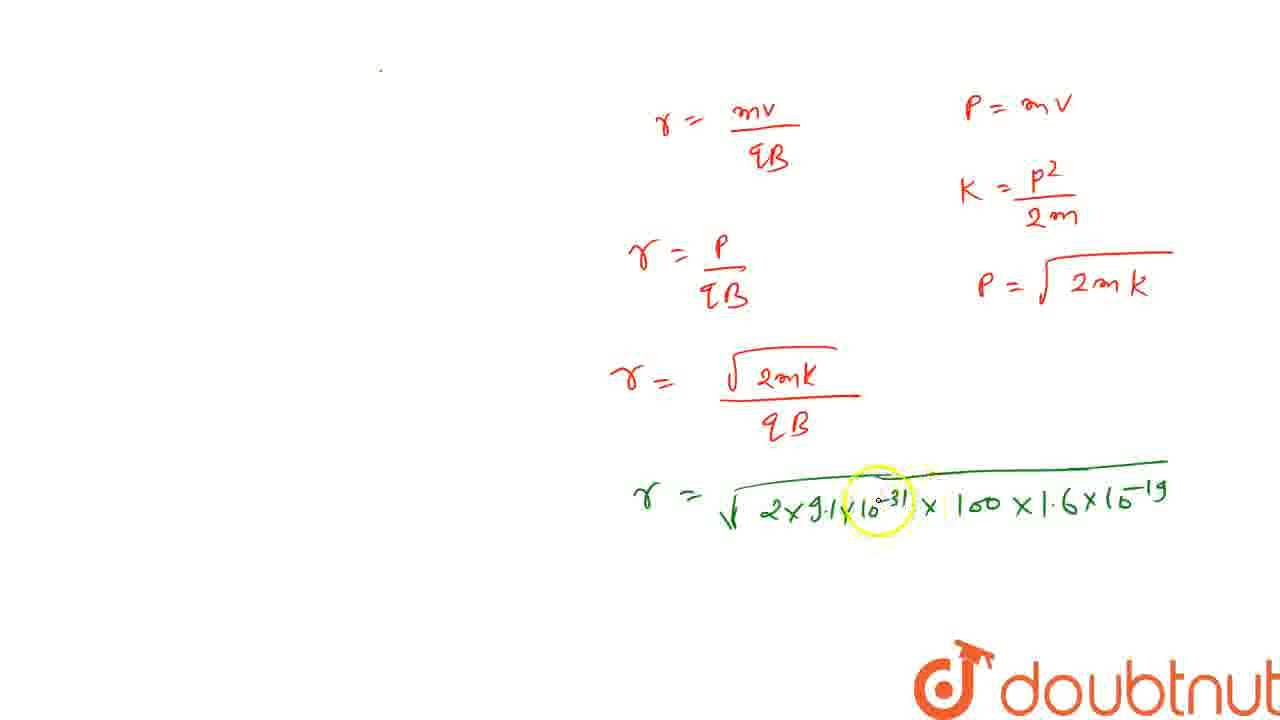 r = mv / qB
P = mv
K = P² / 2m
r = P / qB
P = √2mK
r = √2mK / qB
r = √2×9.1×10⁻³¹ × 100×1.6×10⁻¹⁹
doubtnut